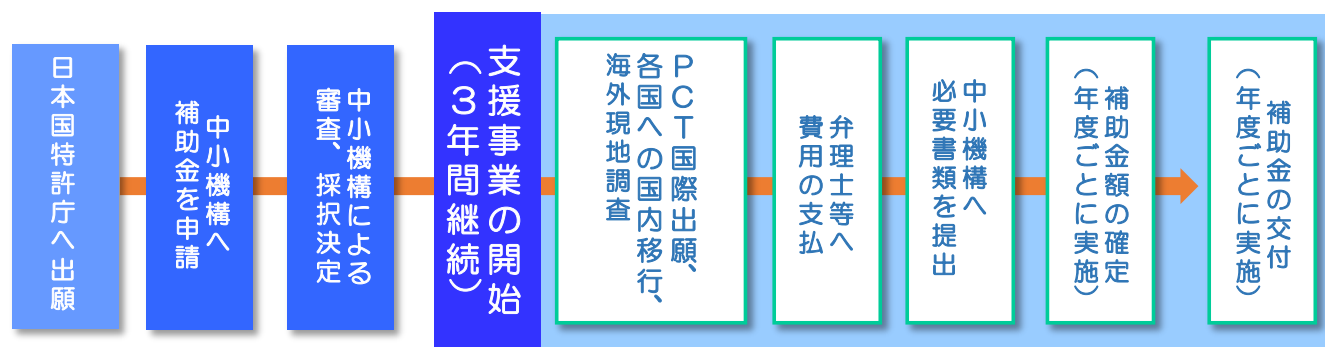 日本国特許庁へ出願
中小機構へ
補助金を申請
中小機構による
審査、採択決定
支援事業の開始
（３年間継続）
ＰＣＴ国際出願、
各国への国内移行、
海外現地調査
弁理士等へ
費用の支払
中小機構へ
必要書類を提出
補助金額の確定
（年度ごとに実施）
補助金の交付
（年度ごとに実施）